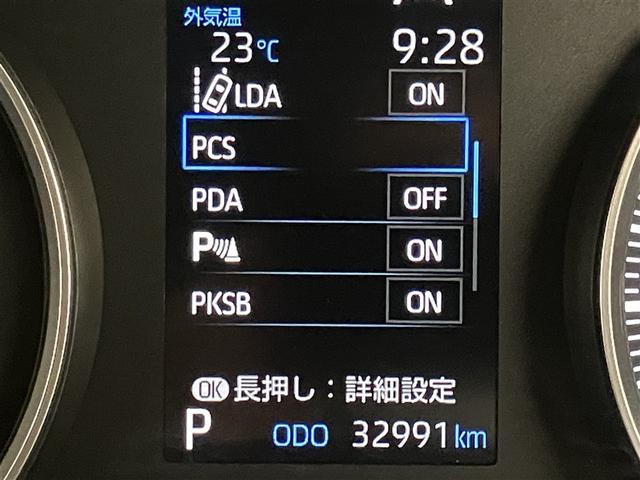 外気温
23℃ 9:28
LDA ON
PCS
PDA OFF
P ON
PKSB ON
OK 長押し：詳細設定
P ODO 32991 km